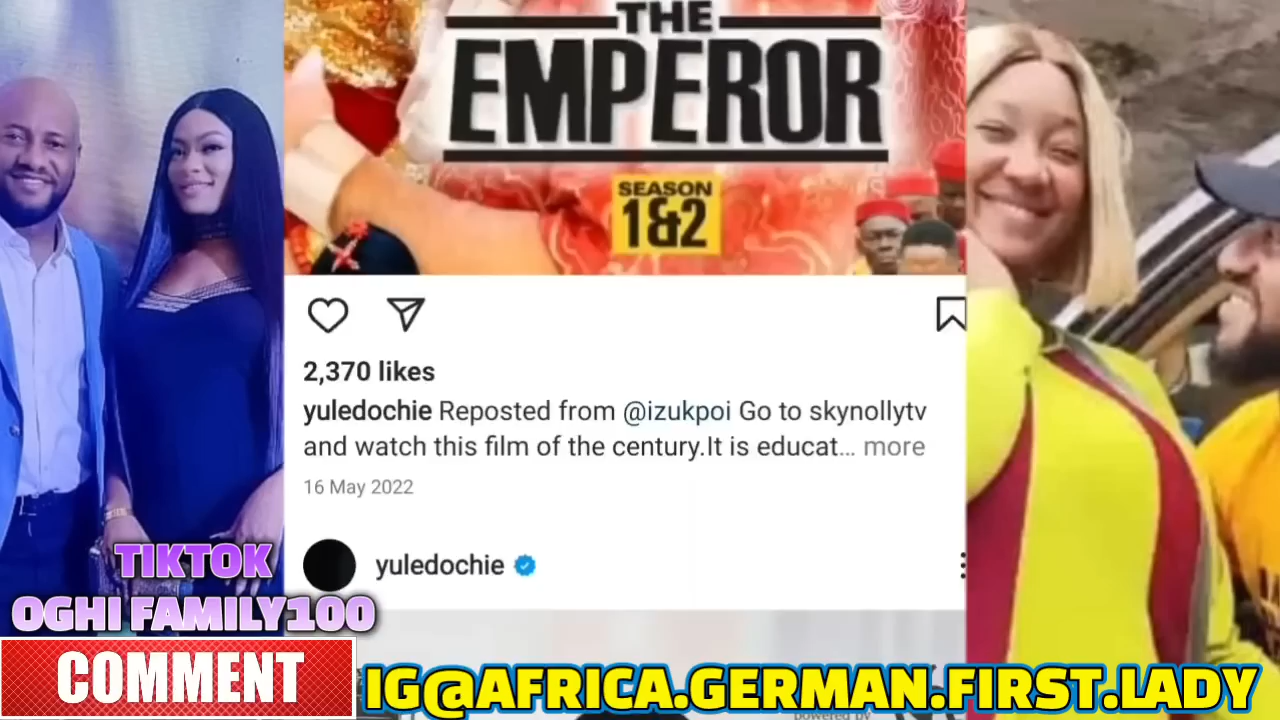 THE
EMPEROR
SEASON
1&2
2,370 likes
yuledochie Reposted from @izukpoi Go to skynollytv
and watch this film of the century.It is educat... more
16 May 2022
yuledochie
TIKTOK
OGHI FAMILY100
COMMENT
IG@AFRICA.GERMAN.FIRST.LADY
powered by